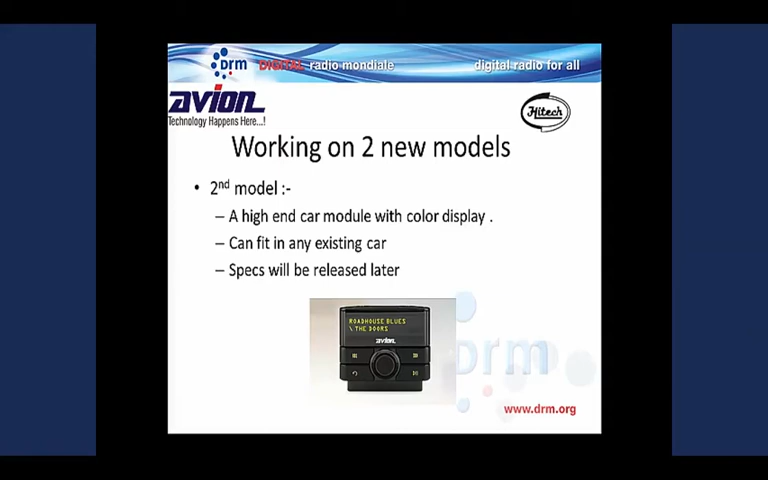 drm DIGITAL radio mondiale
digital radio for all
avion
Technology Happens Here...!
Hitech
Working on 2 new models
• 2nd model :-
– A high end car module with color display .
– Can fit in any existing car
– Specs will be released later
ROADHOUSE BLUES
\ THE DOORS
avion
drm
www.drm.org